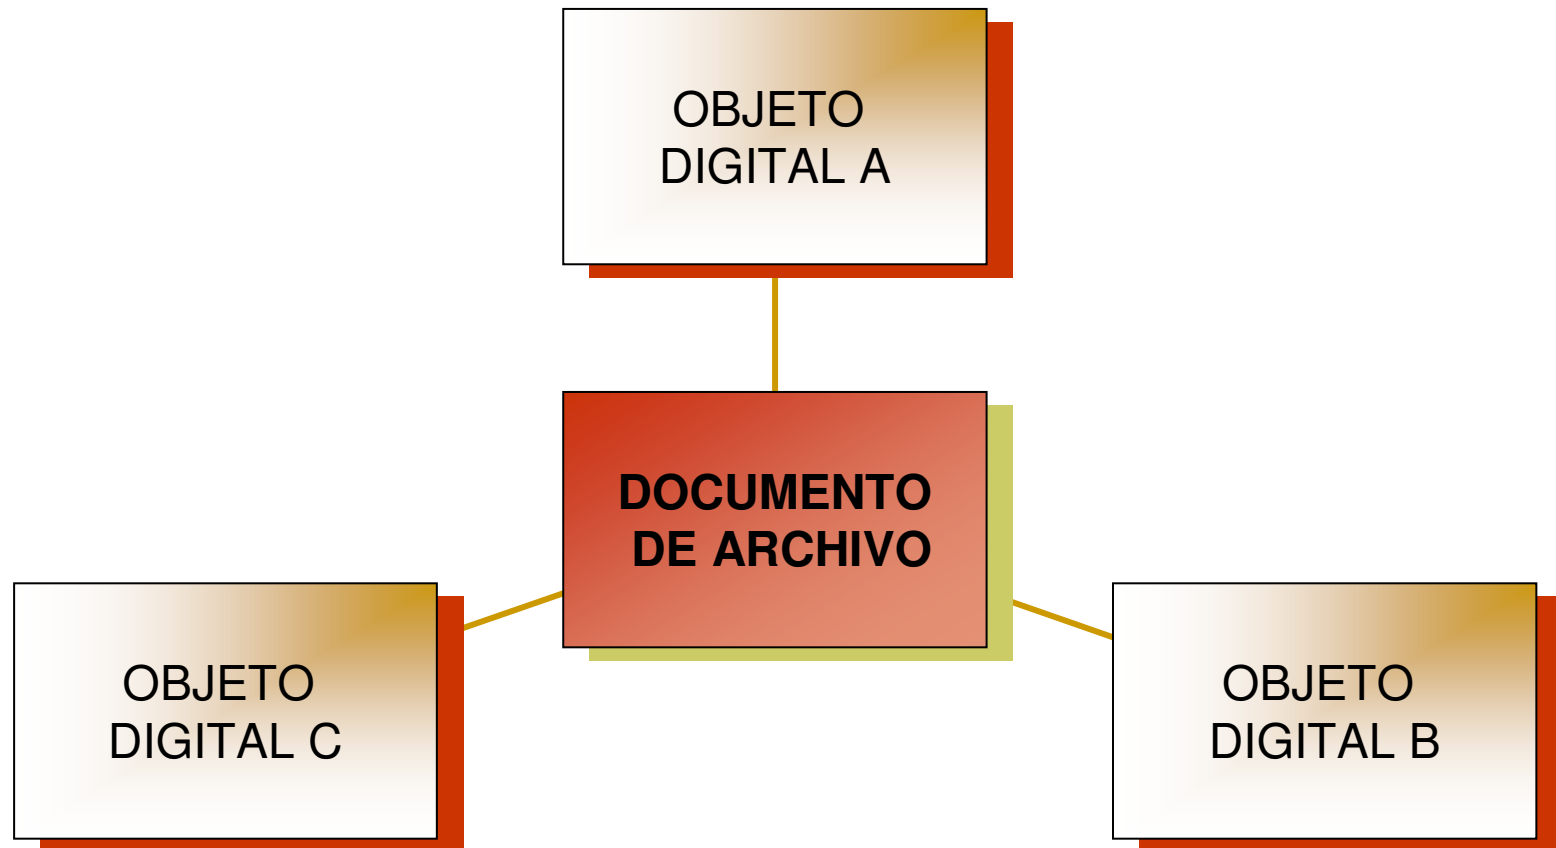 OBJETO
DIGITAL A
DOCUMENTO
DE ARCHIVO
OBJETO
DIGITAL C
OBJETO
DIGITAL B